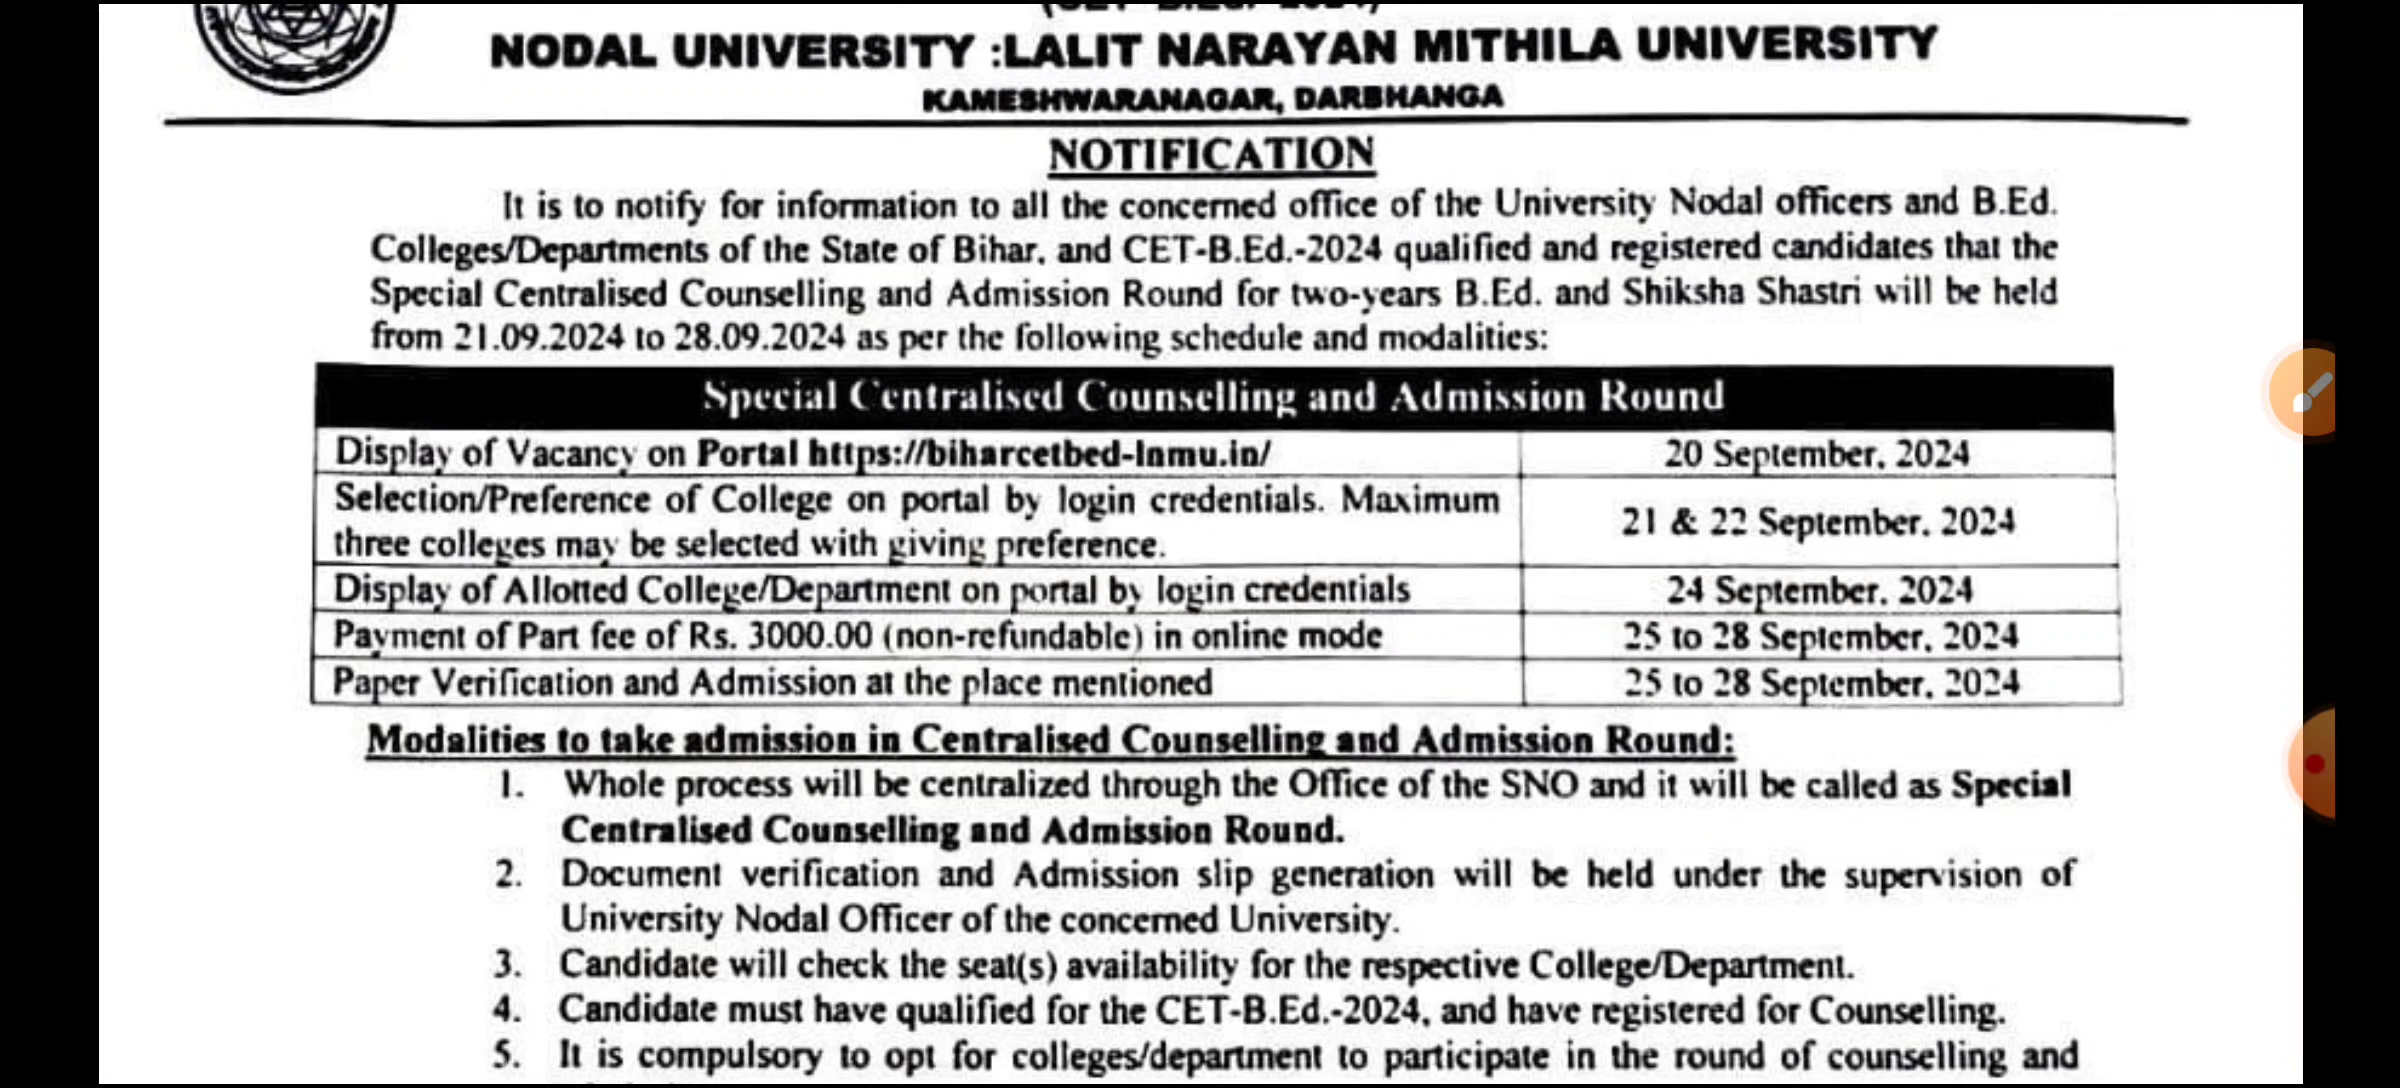 NODAL UNIVERSITY :LALIT NARAYAN MITHILA UNIVERSITY
KAMESHWARANAGAR, DARBHANGA
NOTIFICATION
It is to notify for information to all the concerned office of the University Nodal officers and B.Ed.
Colleges/Departments of the State of Bihar, and CET-B.Ed.-2024 qualified and registered candidates that the
Special Centralised Counselling and Admission Round for two-years B.Ed. and Shiksha Shastri will be held
from 21.09.2024 to 28.09.2024 as per the following schedule and modalities:
Special Centralised Counselling and Admission Round
Display of Vacancy on Portal https://biharcetbed-lnmu.in/ 20 September, 2024
Selection/Preference of College on portal by login credentials. Maximum
three colleges may be selected with giving preference. 21 & 22 September, 2024
Display of Allotted College/Department on portal by login credentials 24 September, 2024
Payment of Part fee of Rs. 3000.00 (non-refundable) in online mode 25 to 28 September, 2024
Paper Verification and Admission at the place mentioned 25 to 28 September, 2024
Modalities to take admission in Centralised Counselling and Admission Round:
1. Whole process will be centralized through the Office of the SNO and it will be called as Special
Centralised Counselling and Admission Round.
2. Document verification and Admission slip generation will be held under the supervision of
University Nodal Officer of the concerned University.
3. Candidate will check the seat(s) availability for the respective College/Department.
4. Candidate must have qualified for the CET-B.Ed.-2024, and have registered for Counselling.
5. It is compulsory to opt for colleges/department to participate in the round of counselling and